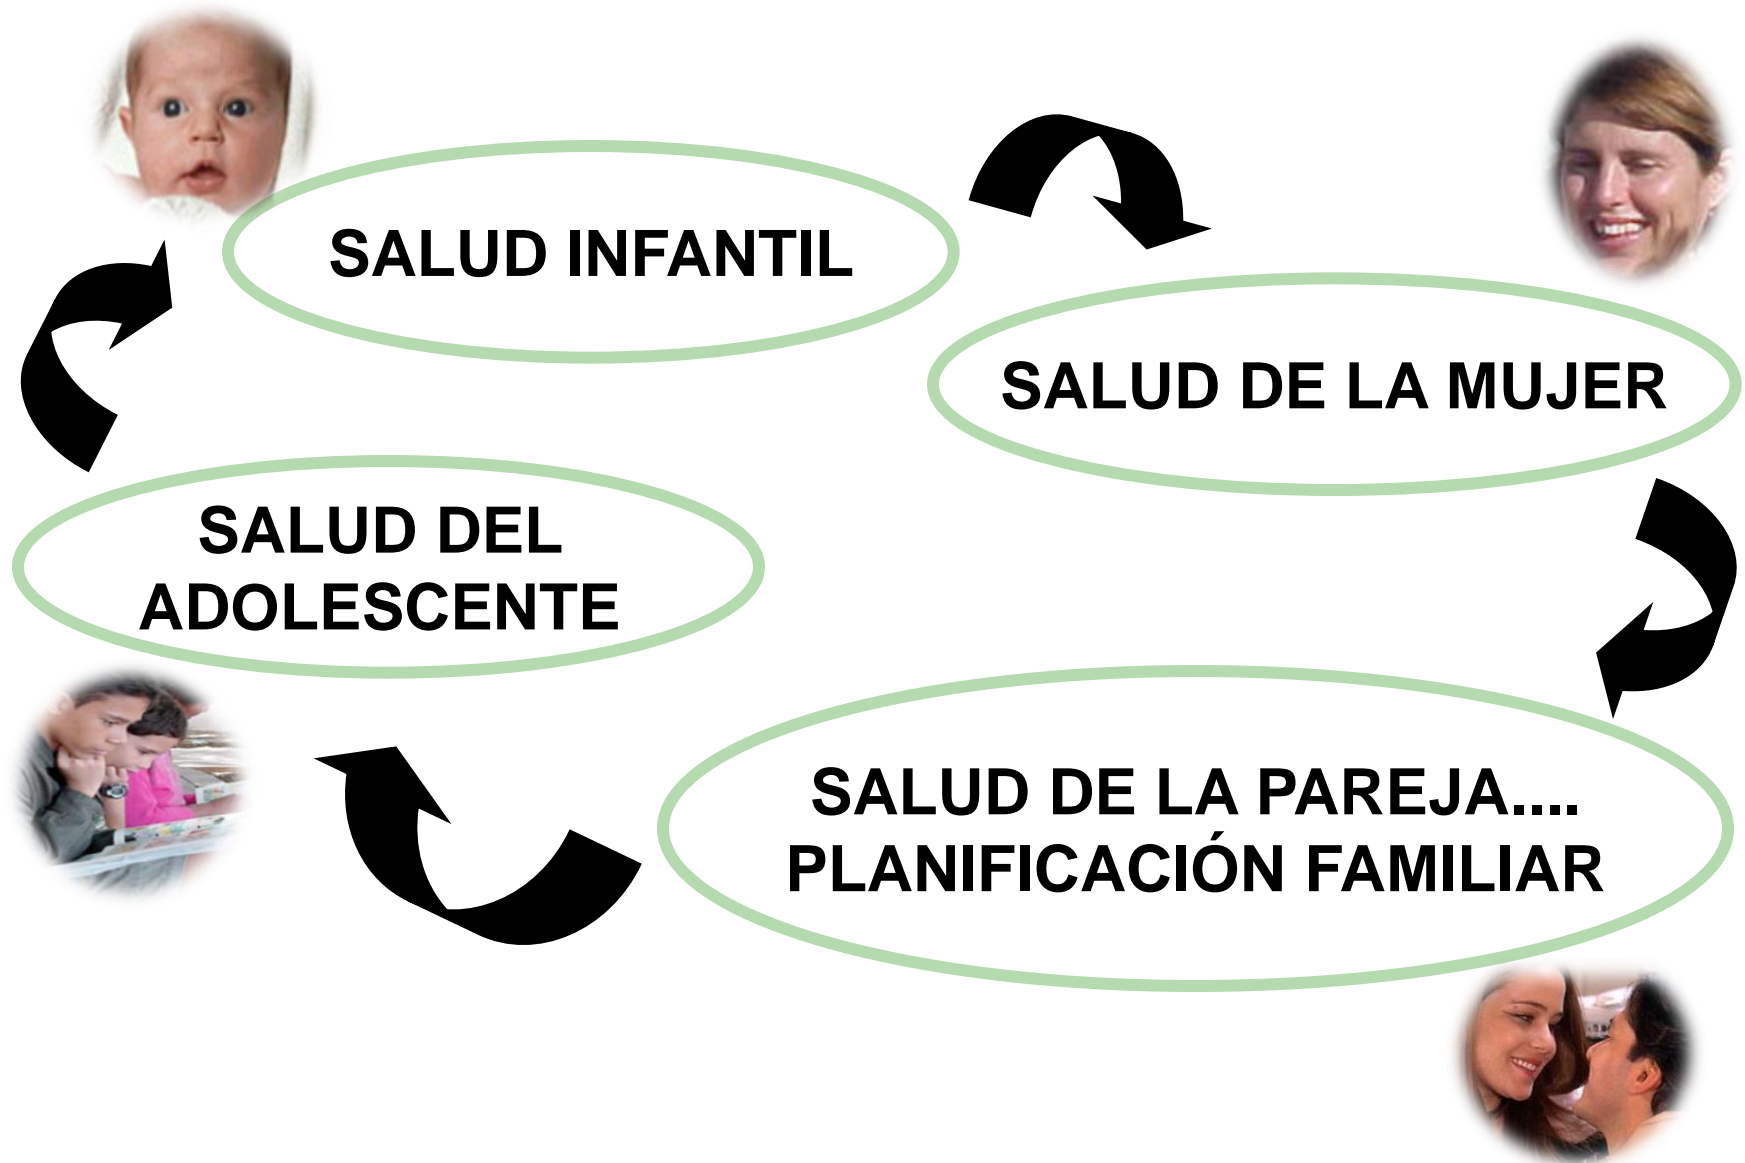 SALUD INFANTIL
SALUD DE LA MUJER
SALUD DEL
ADOLESCENTE
SALUD DE LA PAREJA....
PLANIFICACIÓN FAMILIAR